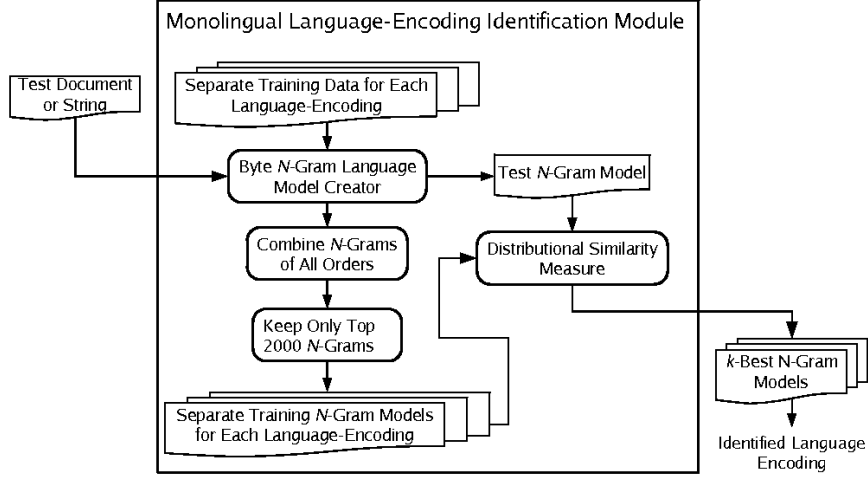 Monolingual Language-Encoding Identification Module
Test Document
or String
Separate Training Data for Each
Language-Encoding
Byte N-Gram Language
Model Creator
Test N-Gram Model
Combine N-Grams
of All Orders
Distributional Similarity
Measure
Keep Only Top
2000 N-Grams
k-Best N-Gram
Models
Separate Training N-Gram Models
for Each Language-Encoding
Identified Language
Encoding